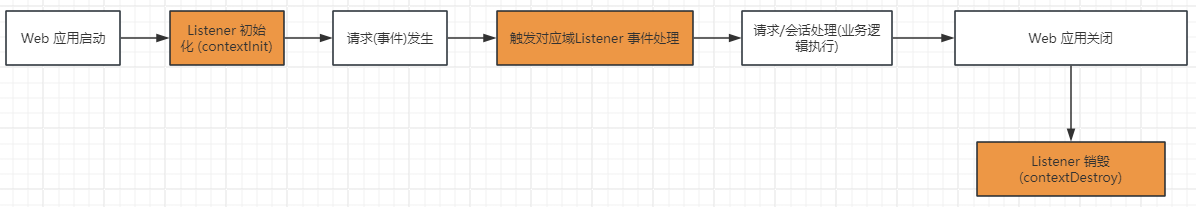 Web 应用启动
Listener 初始
化 (contextInit)
请求(事件)发生
触发对应域Listener 事件处理
请求/会话处理(业务逻
辑执行)
Web 应用关闭
Listener 销毁
(contextDestroy)